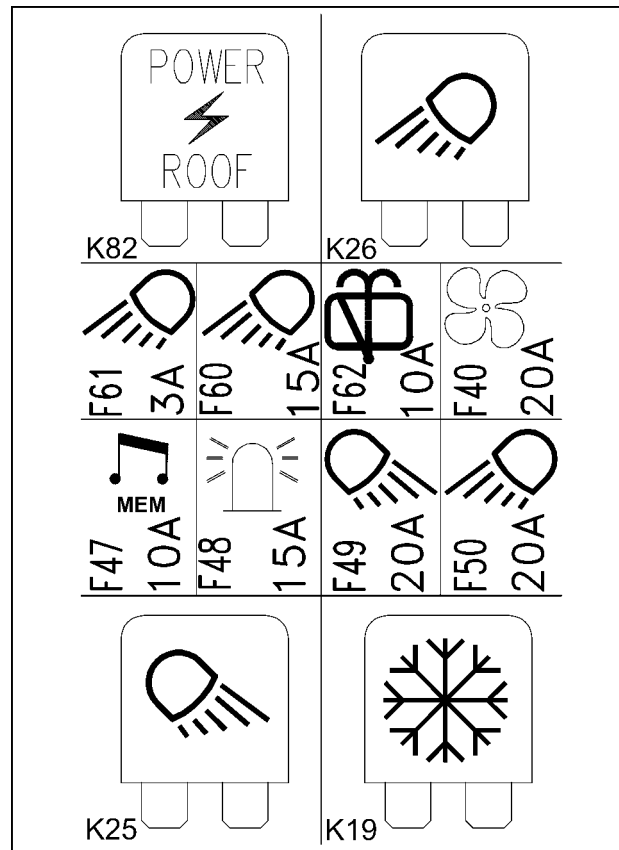 POWER
ROOF
K82
K26
F61 3A
F60 15A
F62 10A
F40 20A
MEM
F47 10A
F48 15A
F49 20A
F50 20A
K25
K19